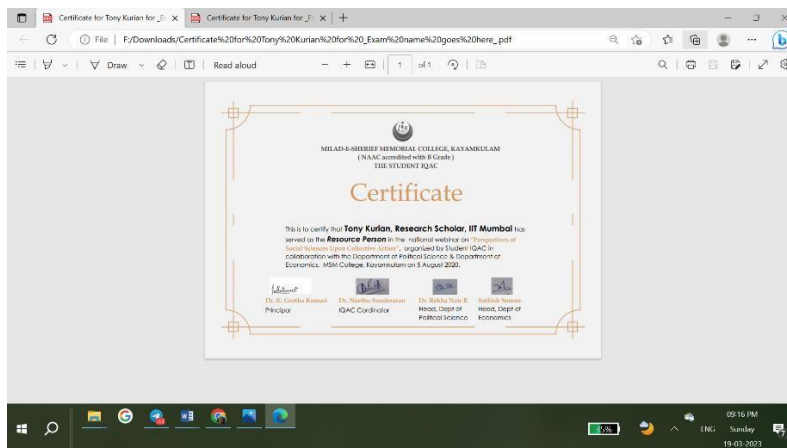 Certificate for Tony Kurian for _E
Certificate for Tony Kurian for _E
File F:/Downloads/Certificate%20for%20Tony%20Kurian%20for%20_Exam%20name%20goes%20here_.pdf
Draw Read aloud 1 of 1
MILAD-E-SHERIEF MEMORIAL COLLEGE, KAYAMKULAM
(NAAC accredited with B Grade)
THE STUDENT IQAC
Certificate
This is to certify that Tony Kurian, Research Scholar, IIT Mumbai has
served as the Resource Person in the national webinar on "Perspectives of
Social Sciences Upon Collective Action", organized by Student IQAC in
collaboration with the Department of Political Science & Department of
Economics, MSM College, Kayamkulam on 5 August 2020.
Dr. K. Geetha Kumari Dr. Neethu Sundaresan Dr. Rekha Nair R Sathish Simon
Principal IQAC Cordinator Head, Dept of Head, Dept of
Political Science Economics
35%
ENG
09:16 PM
Sunday
19-03-2023